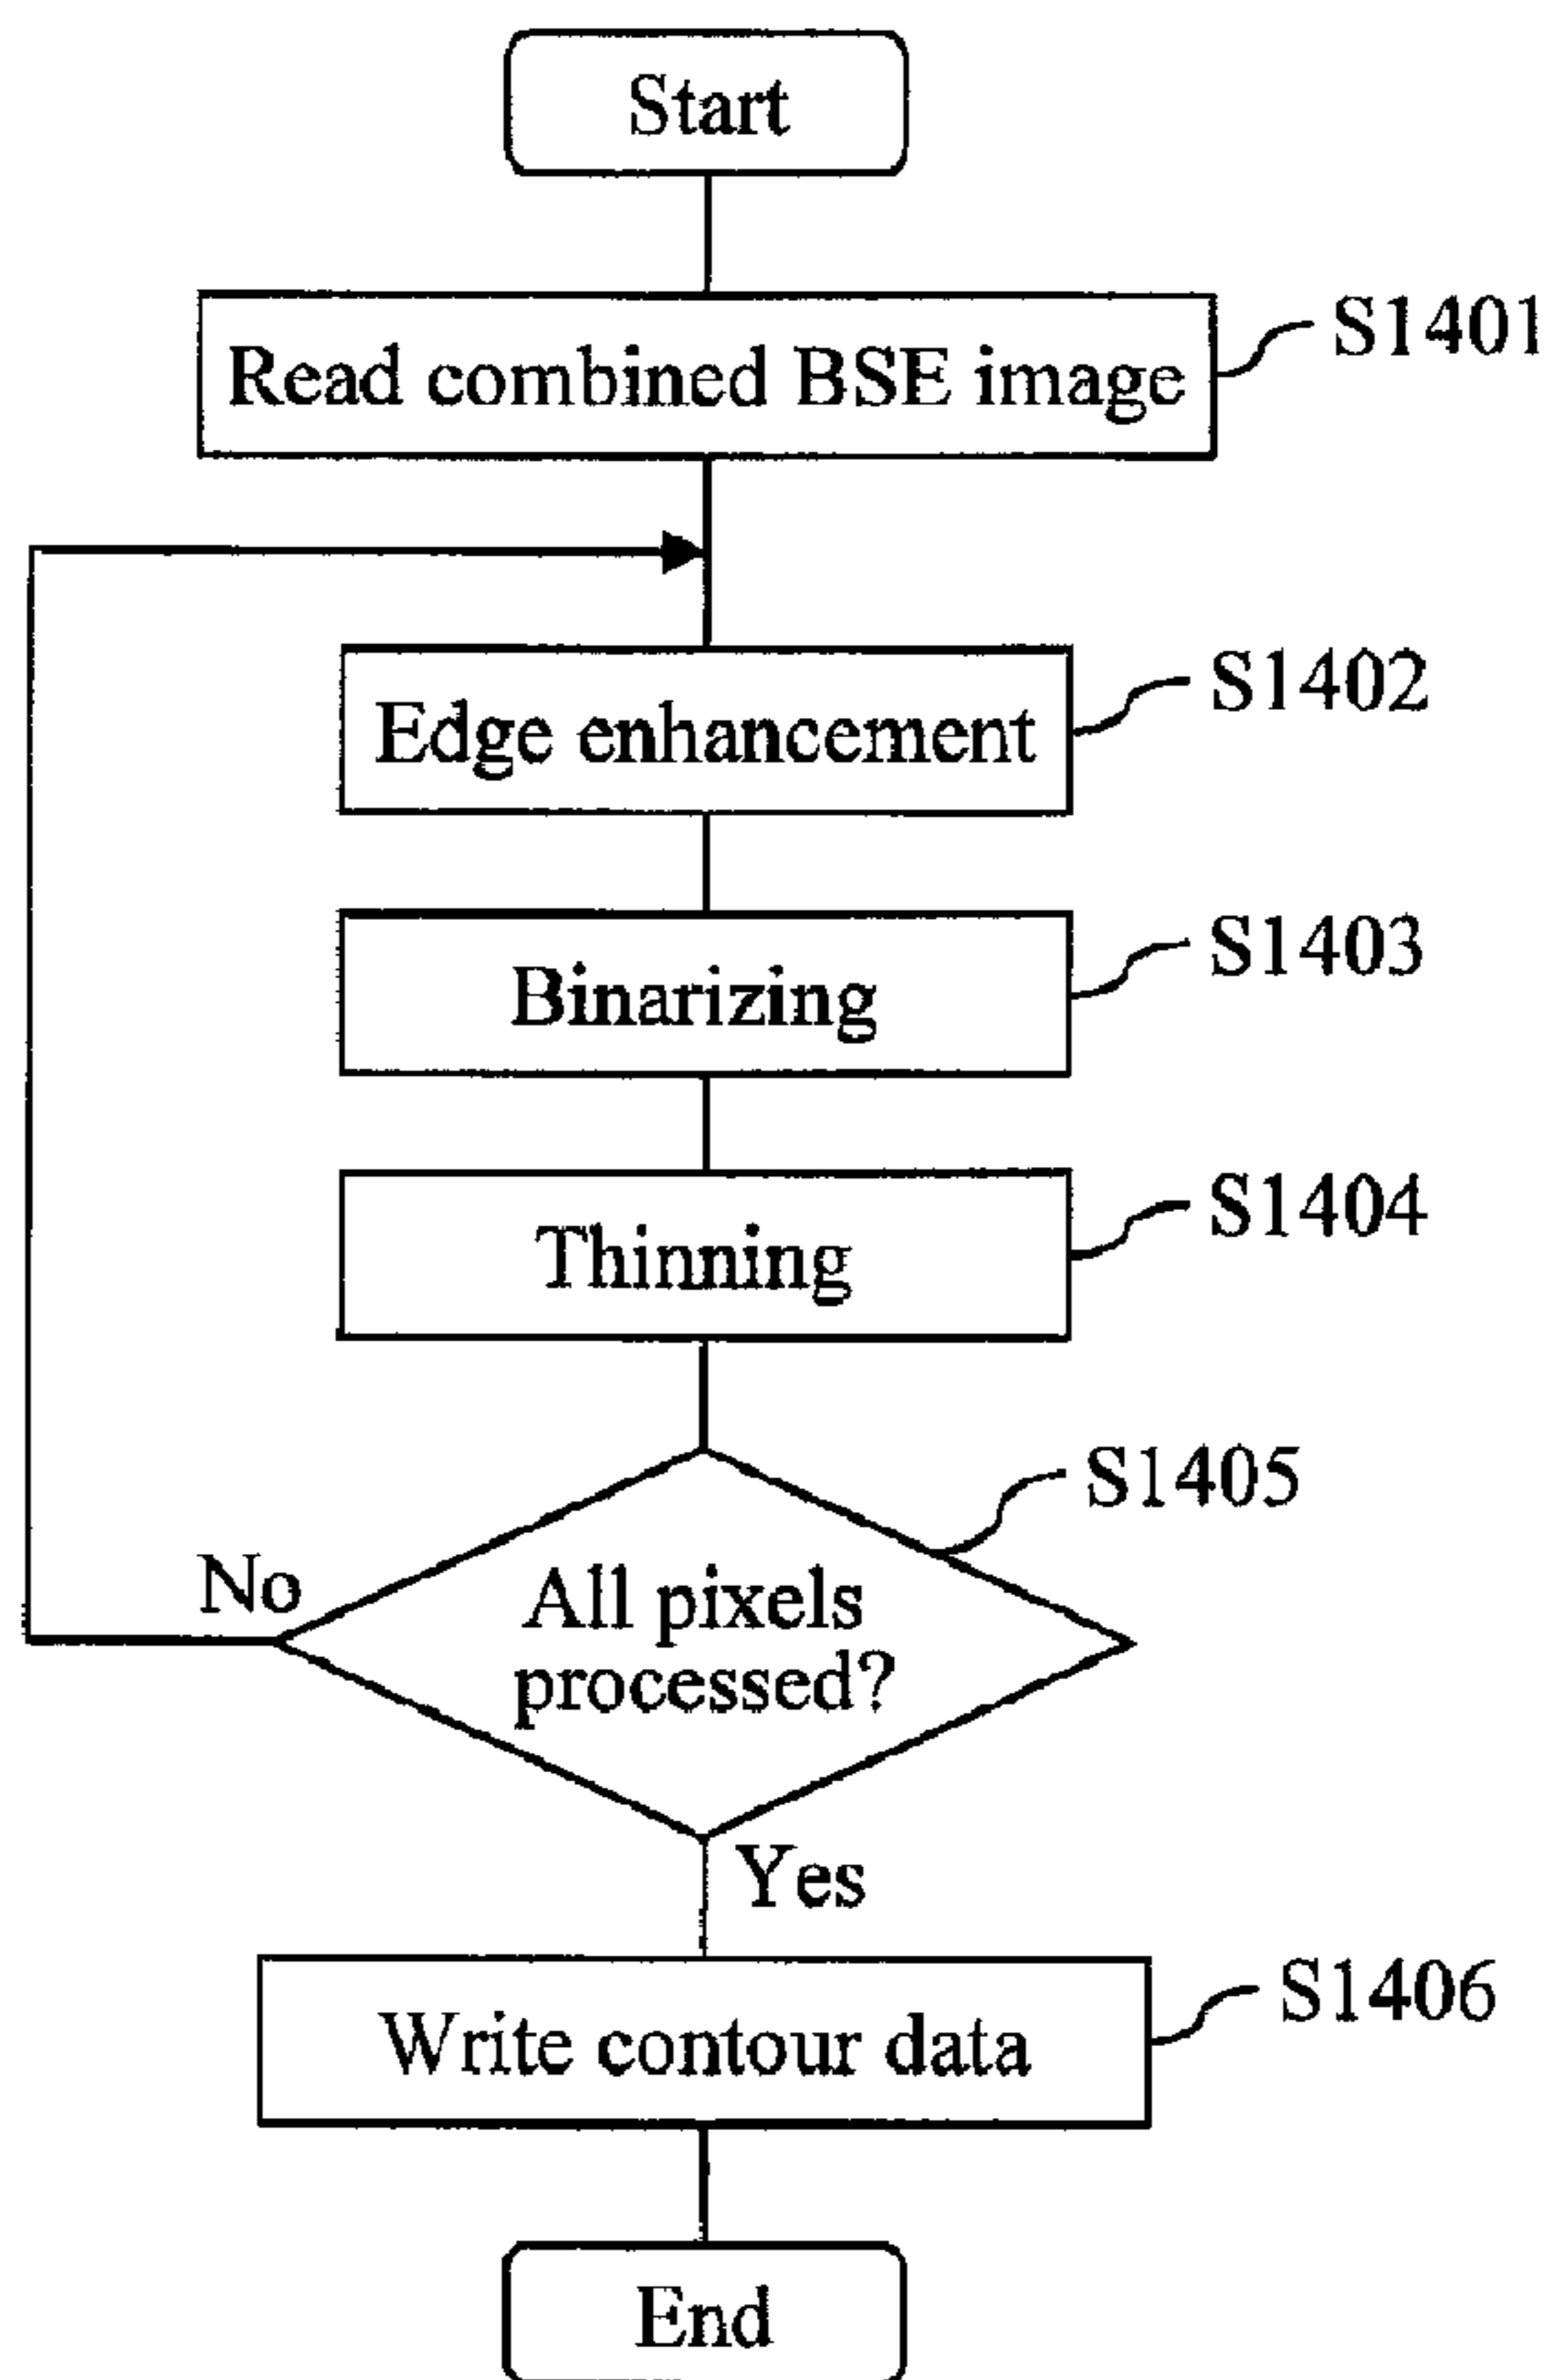 Start
Read combined BSE image
S1401
Edge enhancement
S1402
Binarizing
S1403
Thinning
S1404
S1405
No
All pixels
processed?
Yes
Write contour data
S1406
End